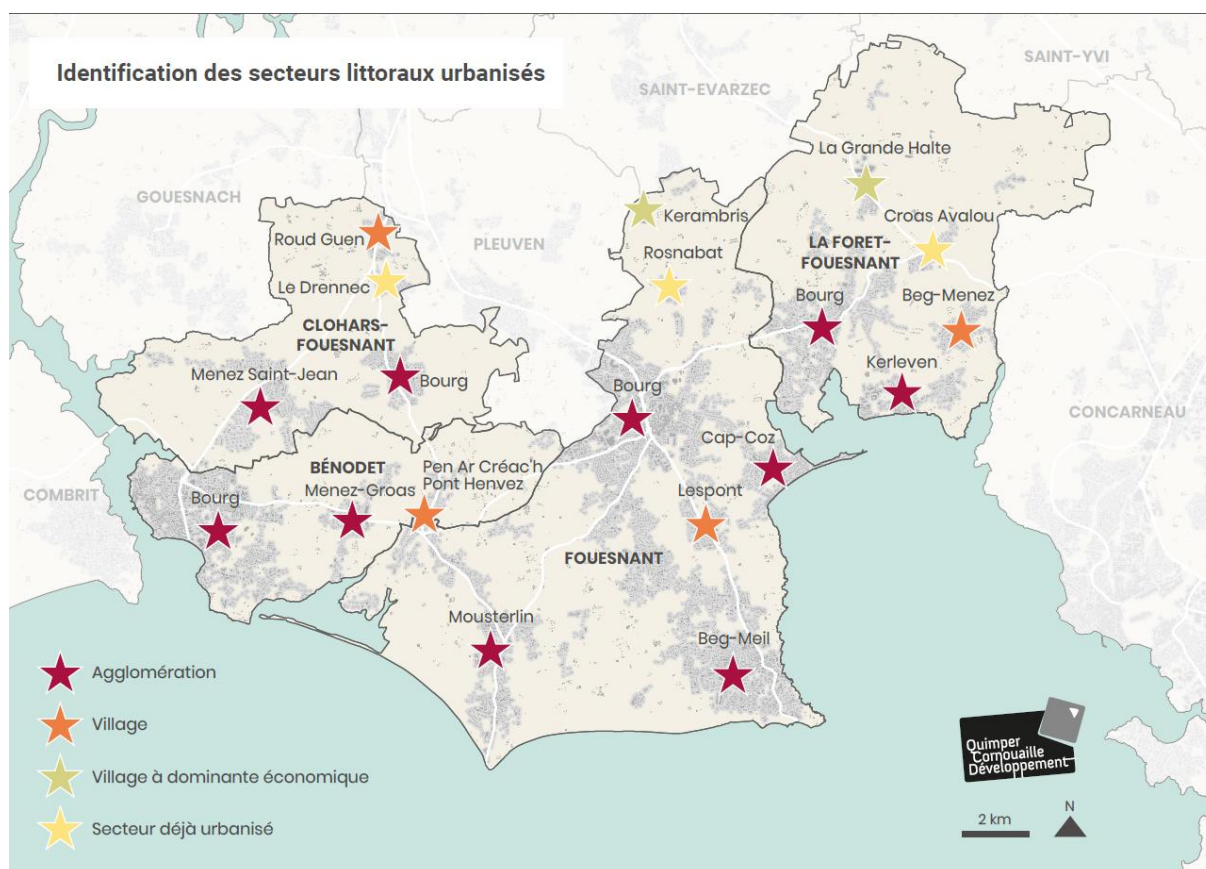 Identification des secteurs littoraux urbanisés
SAINT-YVI
SAINT-EVARZEC
La Grande Halte
GOUESNACH
Kerambris
Croas Avalou
Roud Guen
PLEUVEN
Rosnabat
LA FORET-
FOUESNANT
Le Drennec
Bourg
Beg-Menez
CLOHARS-
FOUESNANT
Kerleven
Menez Saint-Jean
Bourg
Bourg
CONCARNEAU
Cap-Coz
COMBRIT
BÉNODET
Pen Ar Créac'h
Pont Henvez
Bourg
Menez-Groas
Lespont
FOUESNANT
Mousterlin
Beg-Meil
Agglomération
Village
Village à dominante économique
Secteur déjà urbanisé
Quimper
Cornouaille
Développement
2 km
N